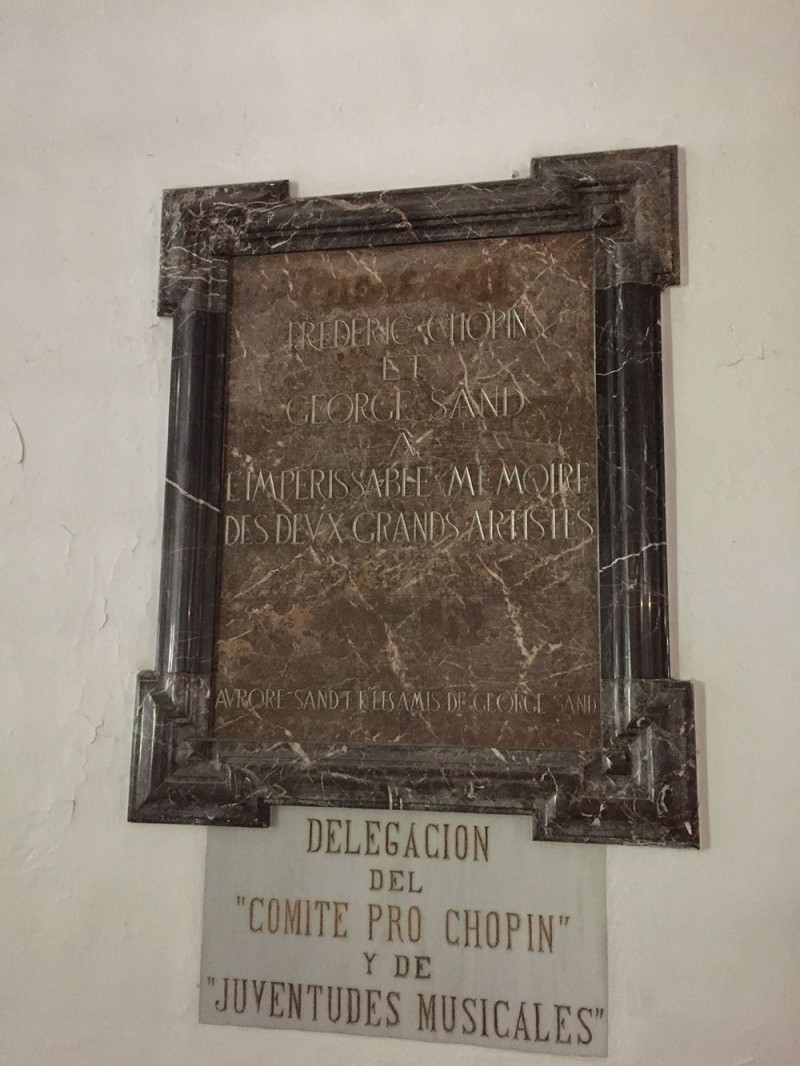 FREDERIC CHOPIN
ET
GEORGE SAND
A
L'IMPERISSABLE MEMOIRE
DES DEVX GRANDS ARTISTES
AVRORE SAND ET LES AMIS DE GEORGE SAND
DELEGACION
DEL
"COMITE PRO CHOPIN"
Y DE
"JUVENTUDES MUSICALES"